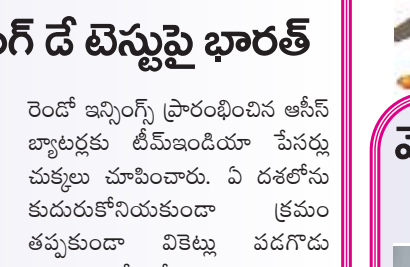 డే టెస్టుపై భారత్
రెండో ఇన్నింగ్స్ ప్రారంభించిన ఆసీస్
బ్యాటర్లకు టీమ్ఇండియా పేసర్లు
చుక్కలు చూపించారు. ఏ దశలోను
కుదురుకోనియకుండా క్రమం
తప్పకుండా వికెట్లు పడగొడు